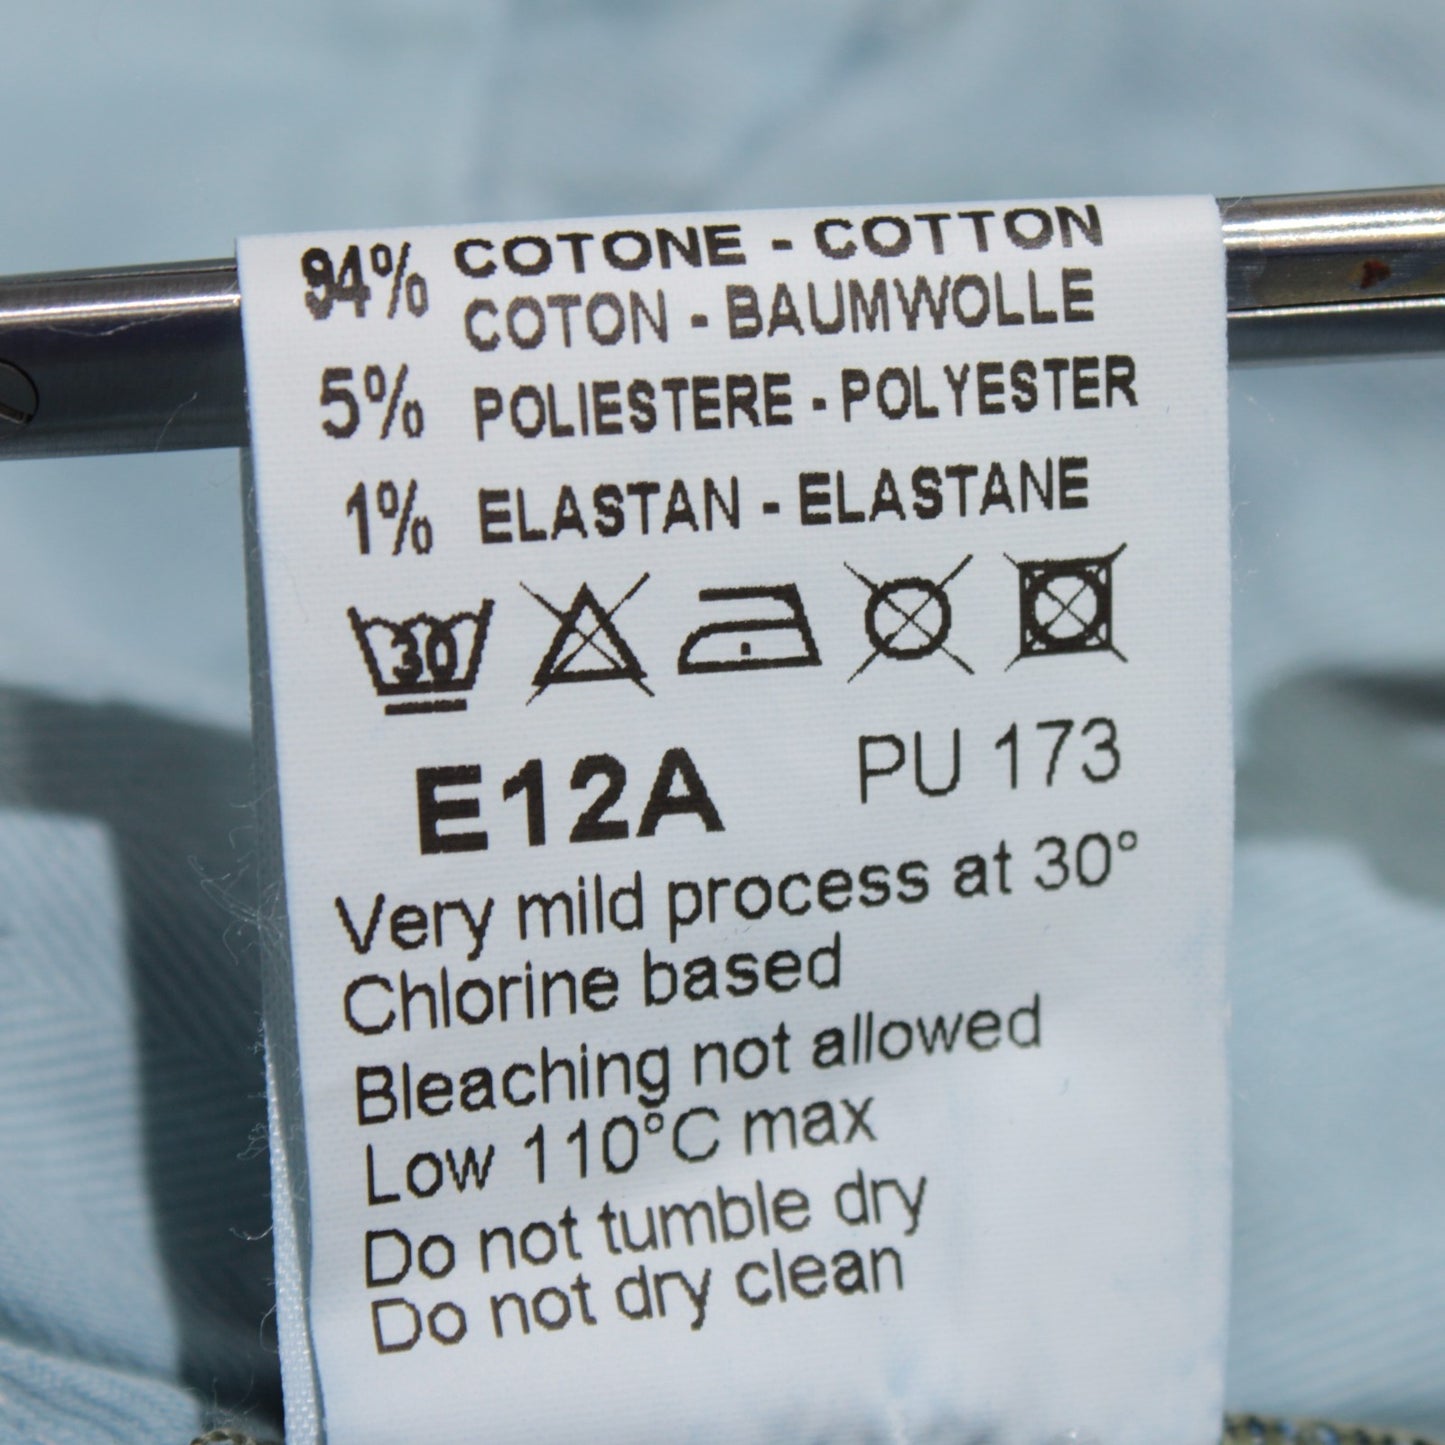 94% COTONE - COTTON
COTON - BAUMWOLLE
5% POLIESTERE - POLYESTER
1% ELASTAN - ELASTANE
30
E12A PU 173
Very mild process at 30°
Chlorine based
Bleaching not allowed
Low 110°C max
Do not tumble dry
Do not dry clean